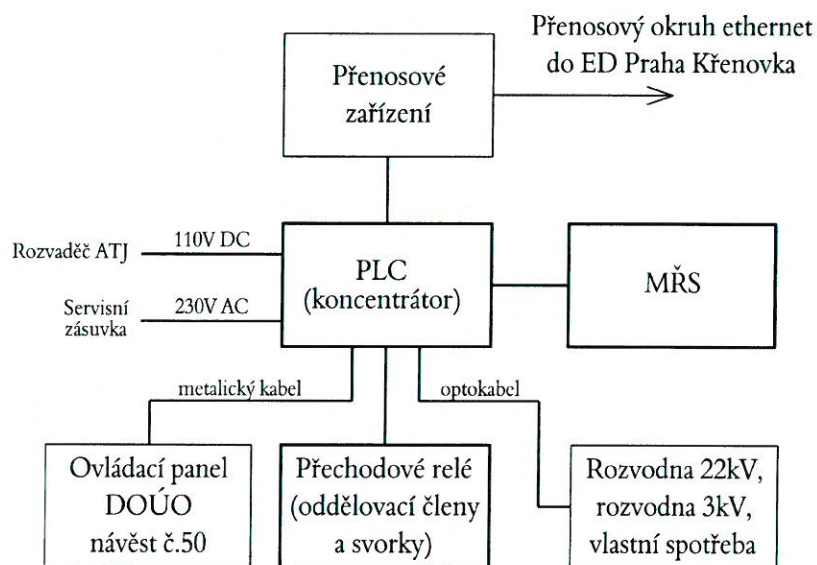 Přenosový okruh ethernet
do ED Praha Křenovka
Přenosové
zařízení
Rozvaděč ATJ
110V DC
Servisní
zásuvka
230V AC
PLC
(koncentrátor)
MŘS
metalický kabel
optokabel
Ovládací panel
DOÚO
návěst č.50
Přechodové relé
(oddělovací členy
a svorky)
Rozvodna 22kV,
rozvodna 3kV,
vlastní spotřeba